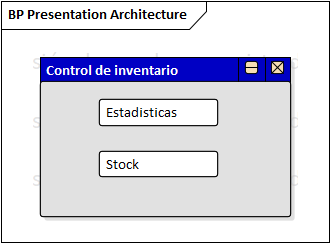 BP Presentation Architecture
Control de inventario
Estadisticas
Stock